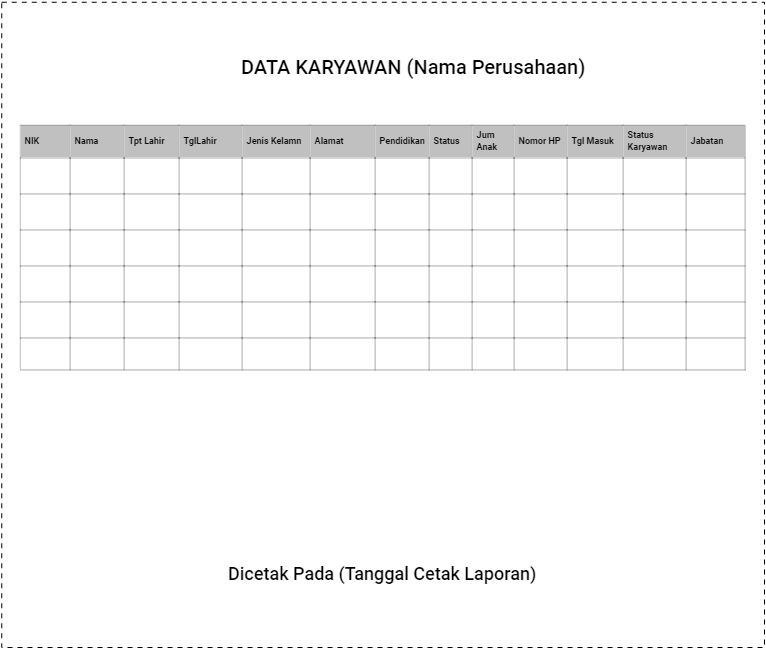 DATA KARYAWAN (Nama Perusahaan)
NIK Nama Tpt Lahir TglLahir Jenis Kelamn Alamat Pendidikan Status Jum Anak Nomor HP Tgl Masuk Status Karyawan Jabatan
Dicetak Pada (Tanggal Cetak Laporan)